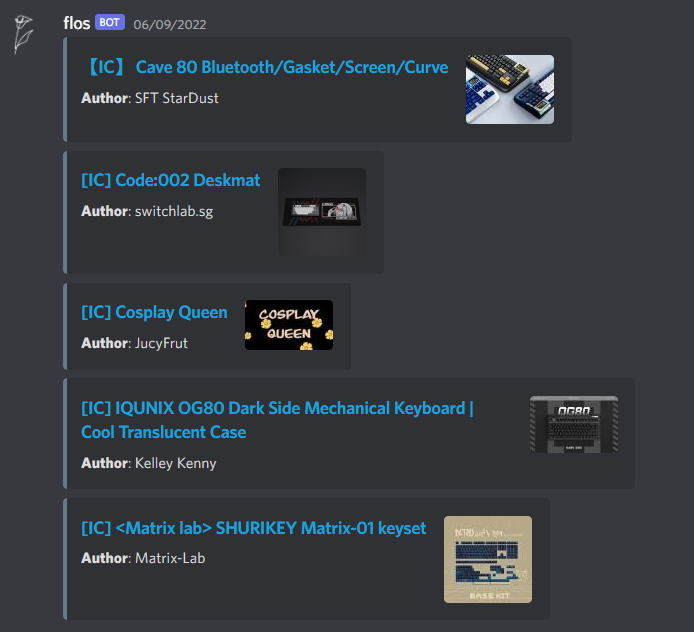 flos BOT 06/09/2022
【IC】 Cave 80 Bluetooth/Gasket/Screen/Curve
Author: SFT StarDust
[IC] Code:002 Deskmat
Author: switchlab.sg
[IC] Cosplay Queen
Author: JucyFrut
COSPLAY
QUEEN
[IC] IQUNIX OG80 Dark Side Mechanical Keyboard |
Cool Translucent Case
Author: Kelley Kenny
OG80
DARK SIDE
[IC] <Matrix lab> SHURIKEY Matrix-01 keyset
Author: Matrix-Lab
BASE KIT